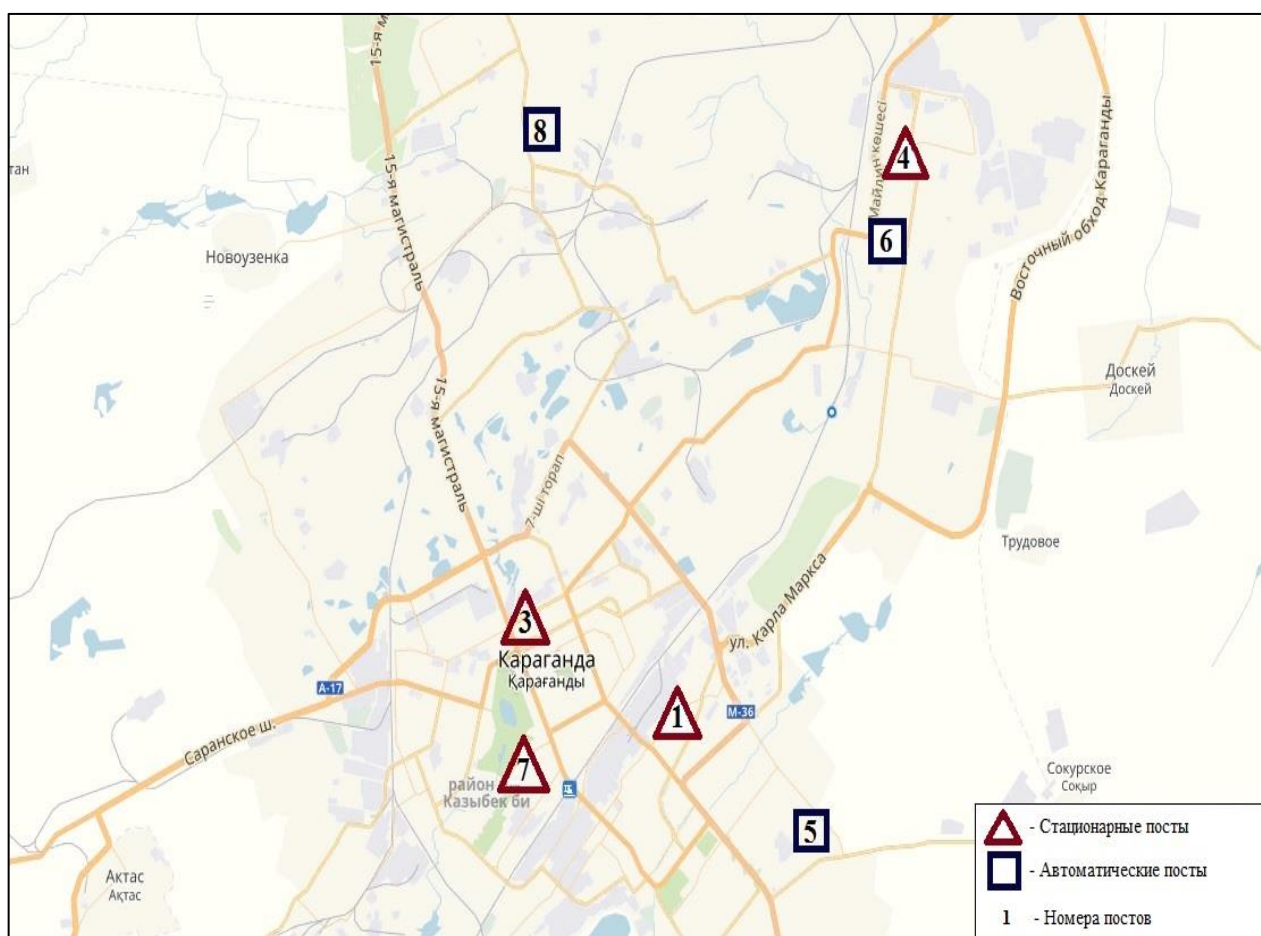 15-я м
8
4
Майлин көшесі
тан
15-я магистраль
6
Восточный обход Караганды
Новоузенка
Доскей
Доскей
15-я магистраль
7-ші торап
Трудовое
ул. Карла Маркса
3
Караганда
Қарағанды
А-17
1
М-36
Саранское ш.
7
район
Казыбек би
Сокурское
Соқыр
5
Актас
Ақтас
- Стационарные посты
- Автоматические посты
1 - Номера постов